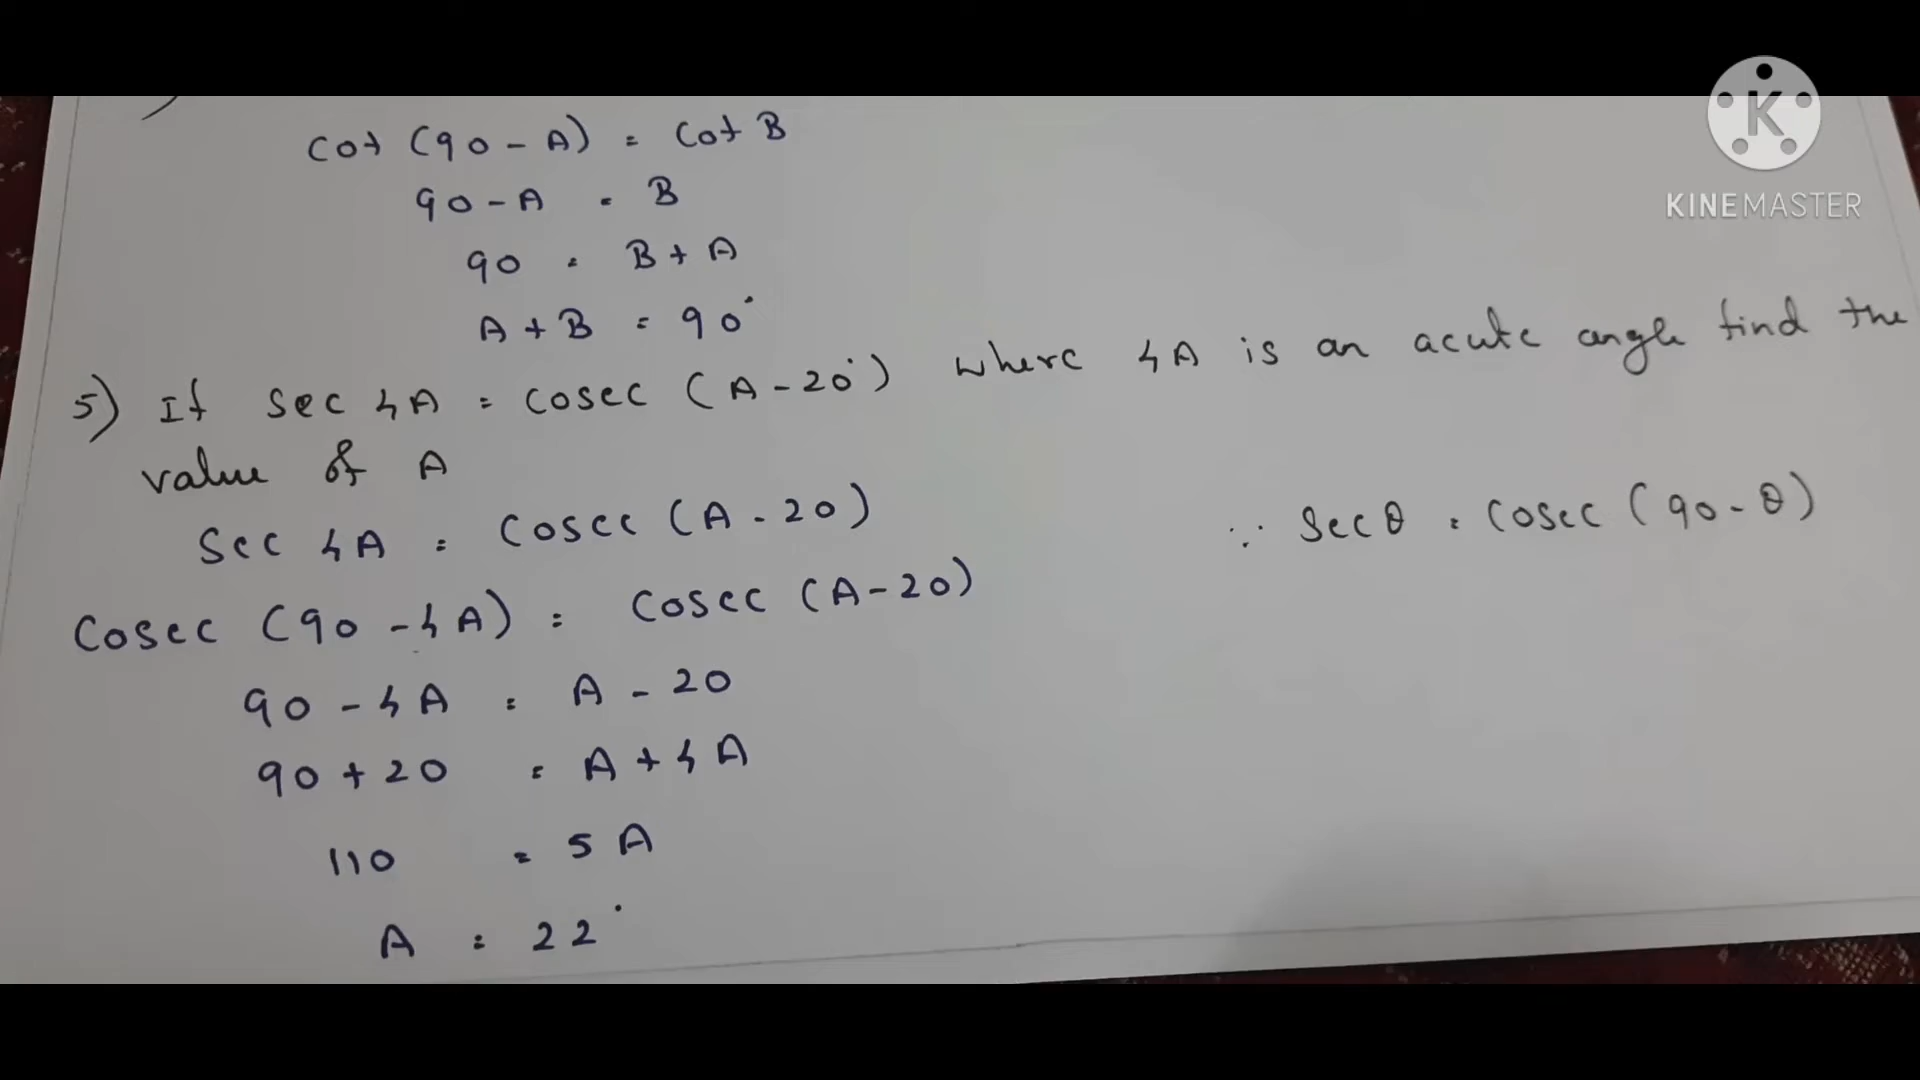 Cot (90 - A) = Cot B
90 - A = B
90 = B + A
A + B = 90°
5) If Sec 4A = Cosec (A - 20°) where 4A is an acute angle find the
value of A
Sec 4A = Cosec (A - 20)
∵ Sec θ = Cosec (90 - θ)
Cosec (90 - 4A) = Cosec (A - 20)
90 - 4A = A - 20
90 + 20 = A + 4A
110 = 5A
A = 22°
K
KINEMASTER